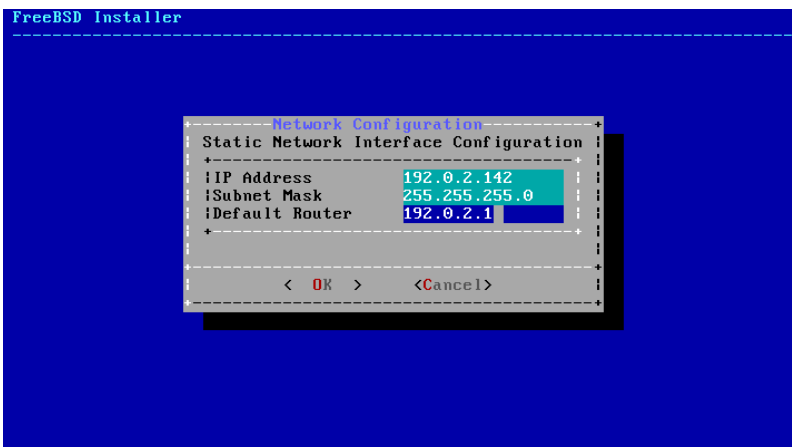 FreeBSD Installer
Network Configuration
Static Network Interface Configuration
IP Address 192.0.2.142
Subnet Mask 255.255.255.0
Default Router 192.0.2.1
< OK > <Cancel>